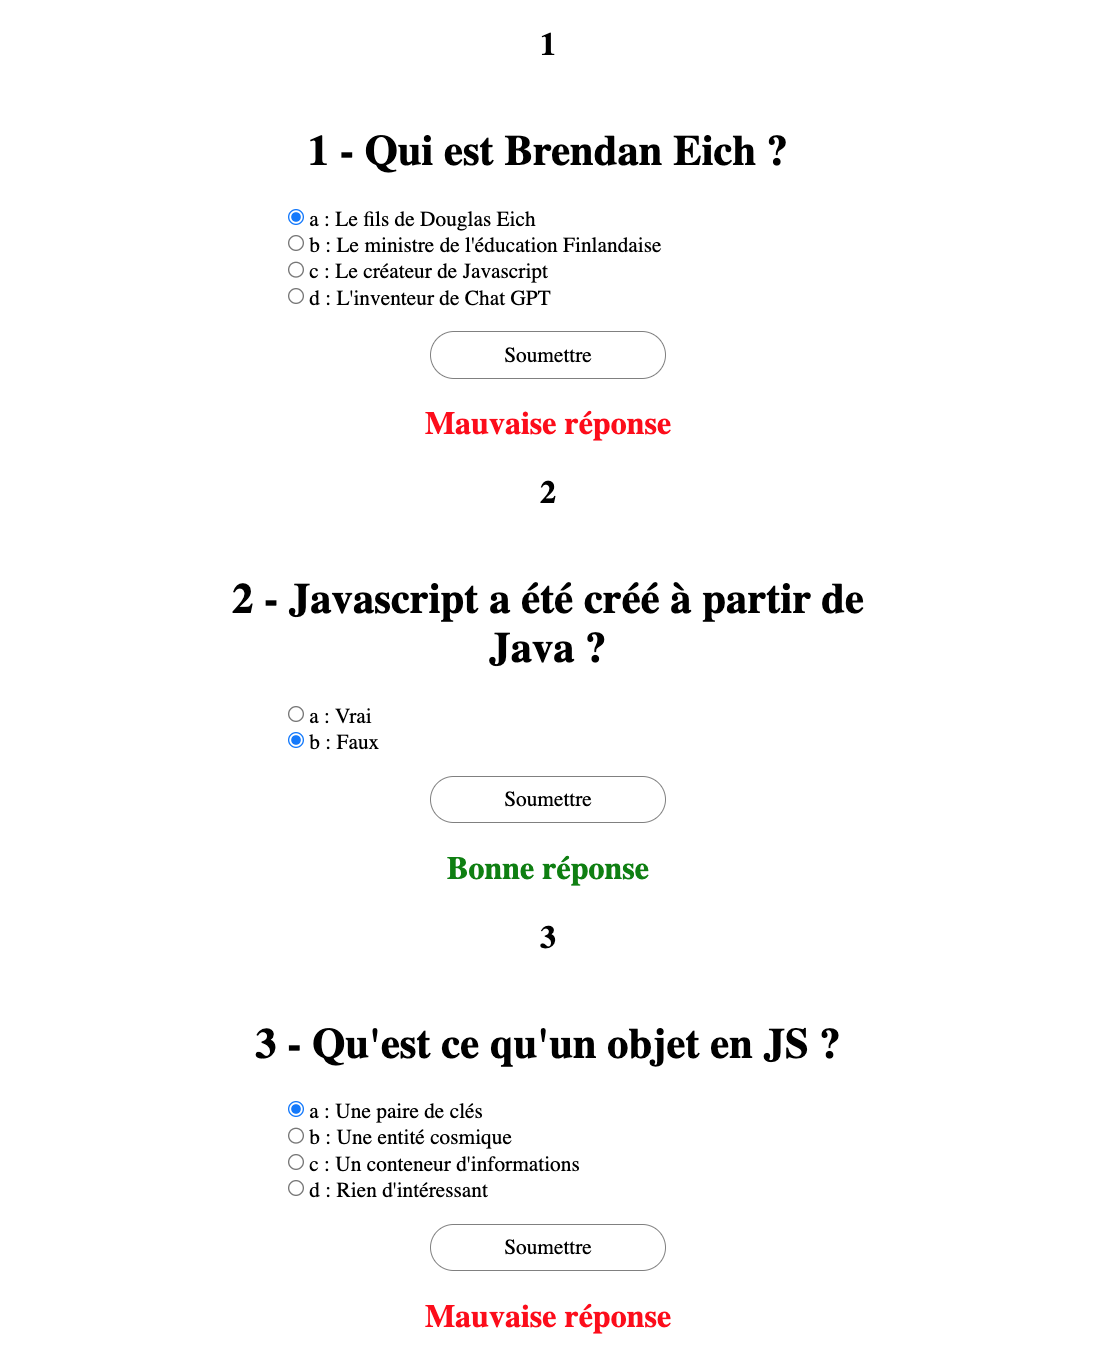 1
1 - Qui est Brendan Eich ?
a : Le fils de Douglas Eich
b : Le ministre de l'éducation Finlandaise
c : Le créateur de Javascript
d : L'inventeur de Chat GPT
Soumettre
Mauvaise réponse
2
2 - Javascript a été créé à partir de
Java ?
a : Vrai
b : Faux
Soumettre
Bonne réponse
3
3 - Qu'est ce qu'un objet en JS ?
a : Une paire de clés
b : Une entité cosmique
c : Un conteneur d'informations
d : Rien d'intéressant
Soumettre
Mauvaise réponse